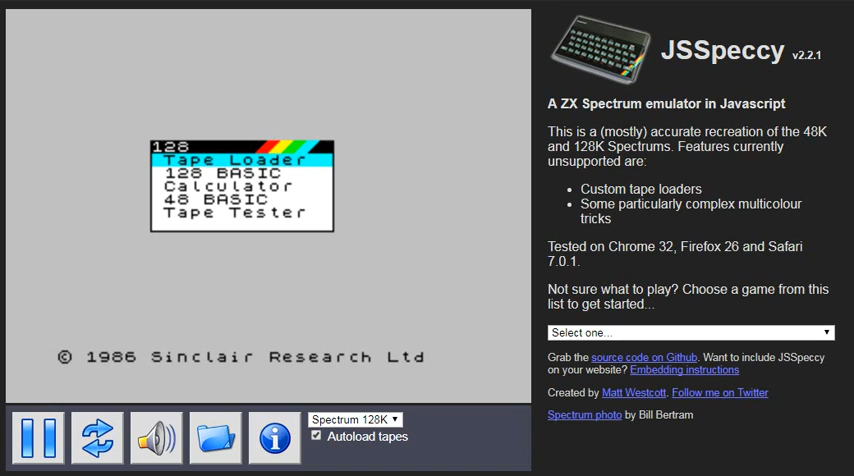 128
Tape Loader
128 BASIC
Calculator
48 BASIC
Tape Tester
© 1986 Sinclair Research Ltd
Spectrum 128K
Autoload tapes
JSSpeccy v2.2.1
A ZX Spectrum emulator in Javascript
This is a (mostly) accurate recreation of the 48K
and 128K Spectrums. Features currently
unsupported are:
• Custom tape loaders
• Some particularly complex multicolour
tricks
Tested on Chrome 32, Firefox 26 and Safari
7.0.1.
Not sure what to play? Choose a game from this
list to get started...
Select one...
Grab the source code on Github. Want to include JSSpeccy
on your website? Embedding instructions
Created by Matt Westcott. Follow me on Twitter
Spectrum photo by Bill Bertram